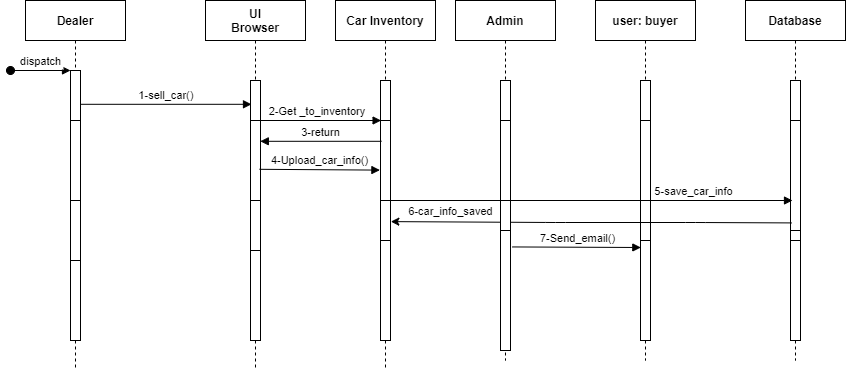 Dealer
UI
Browser
Car Inventory
Admin
user: buyer
Database
dispatch
1-sell_car()
2-Get _to_inventory
3-return
4-Upload_car_info()
5-save_car_info
6-car_info_saved
7-Send_email()